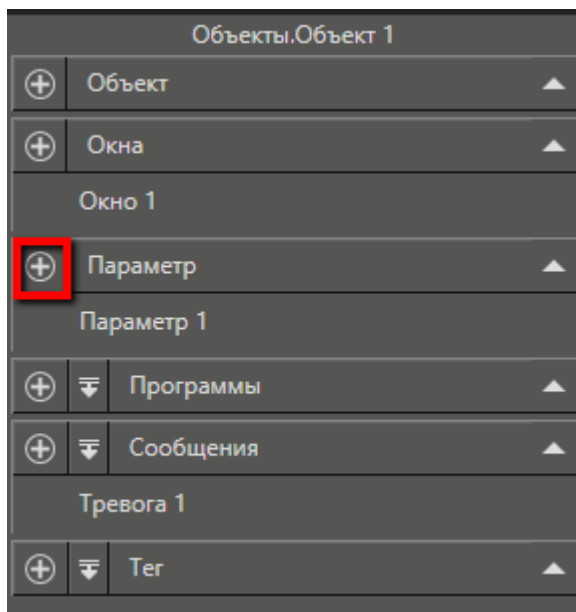 Объекты.Объект 1
Объект
Окна
Окно 1
Параметр
Параметр 1
Программы
Сообщения
Тревога 1
Тег